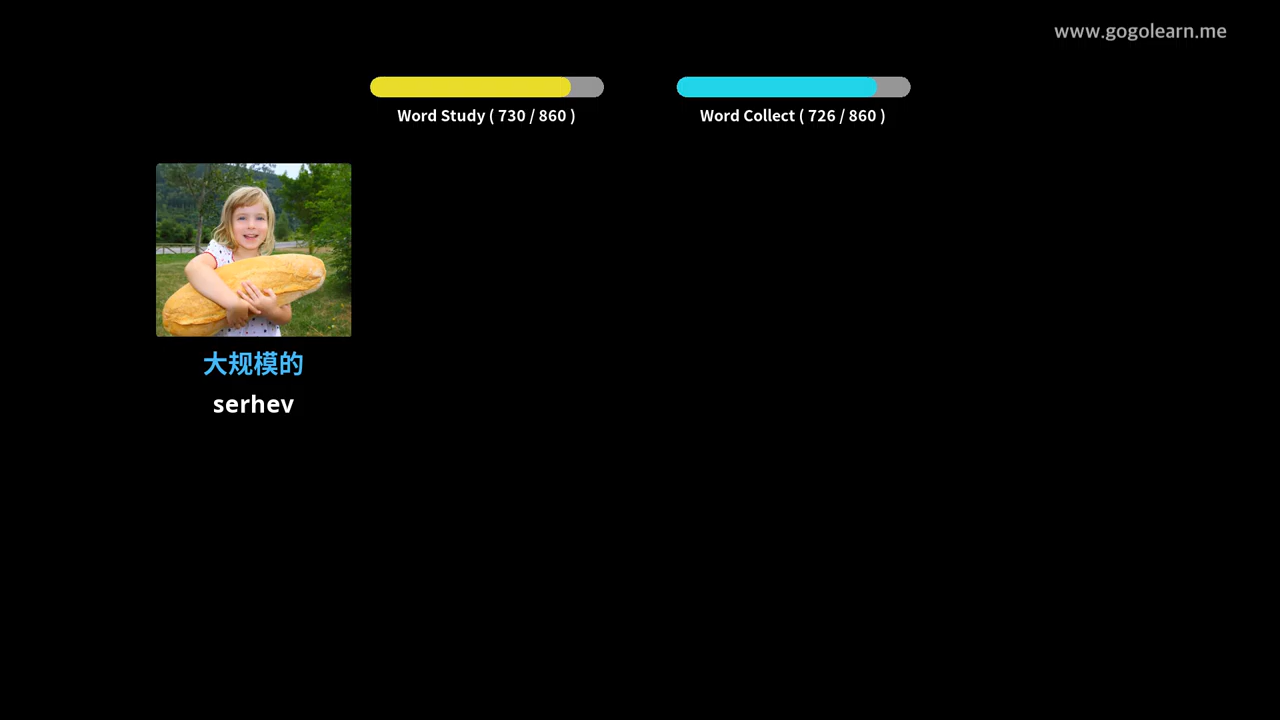 www.gogolearn.me
Word Study ( 730 / 860 )
Word Collect ( 726 / 860 )
大规模的
serhev